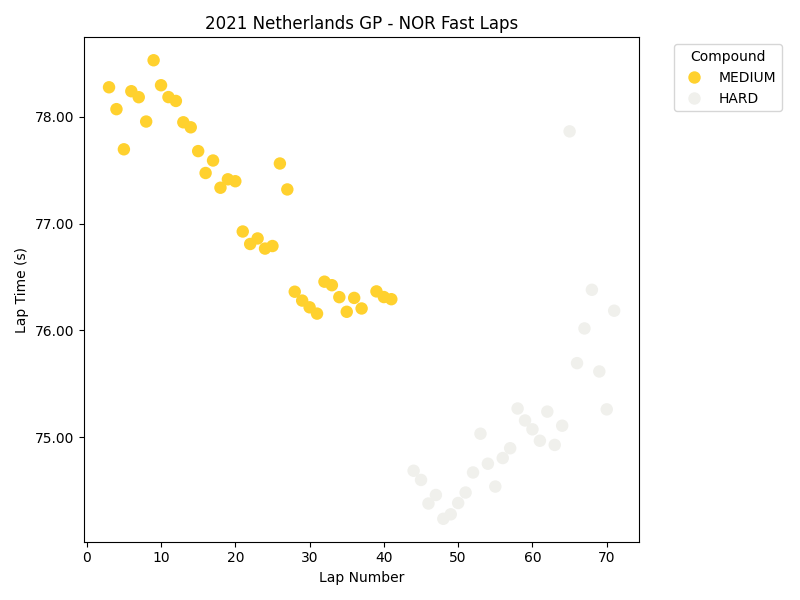 2021 Netherlands GP - NOR Fast Laps
Compound
MEDIUM
HARD
78.00
77.00
76.00
75.00
Lap Time (s)
0 10 20 30 40 50 60 70
Lap Number